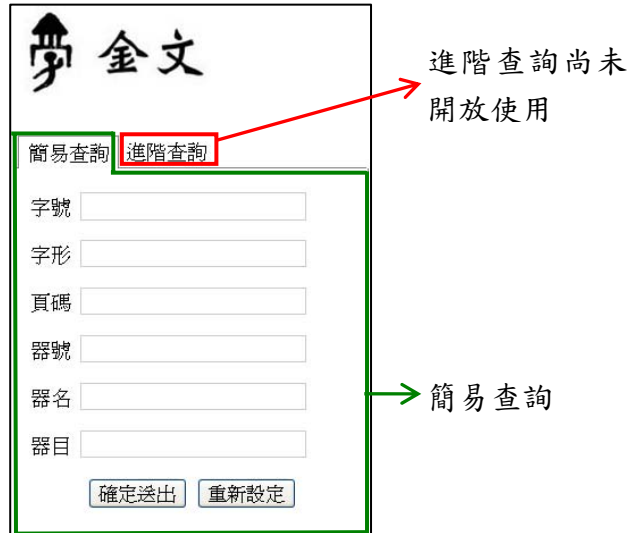 學 金文
進階查詢尚未
開放使用
簡易查詢 進階查詢
字號
字形
頁碼
器號
器名
簡易查詢
器目
確定送出 重新設定